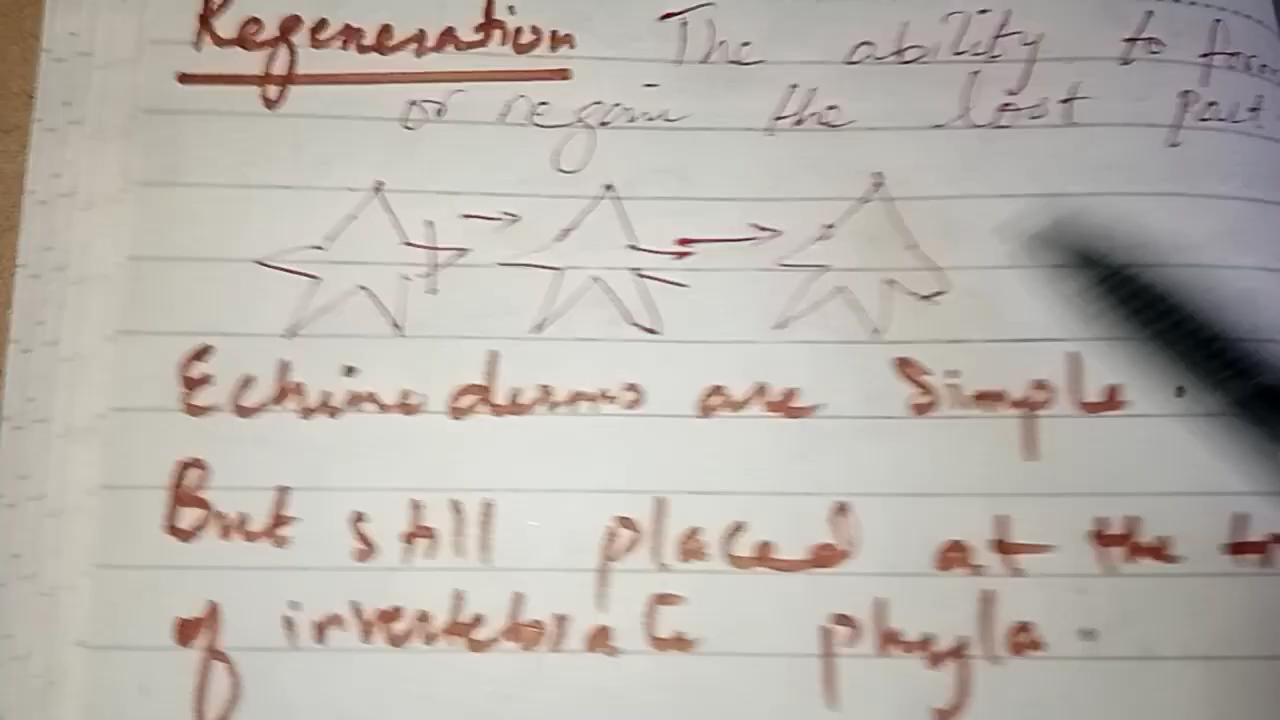 Regeneration The ability to
or regain the lost part
Echinoderms are Simple.
But still placed at the
of invertebrate phyla.